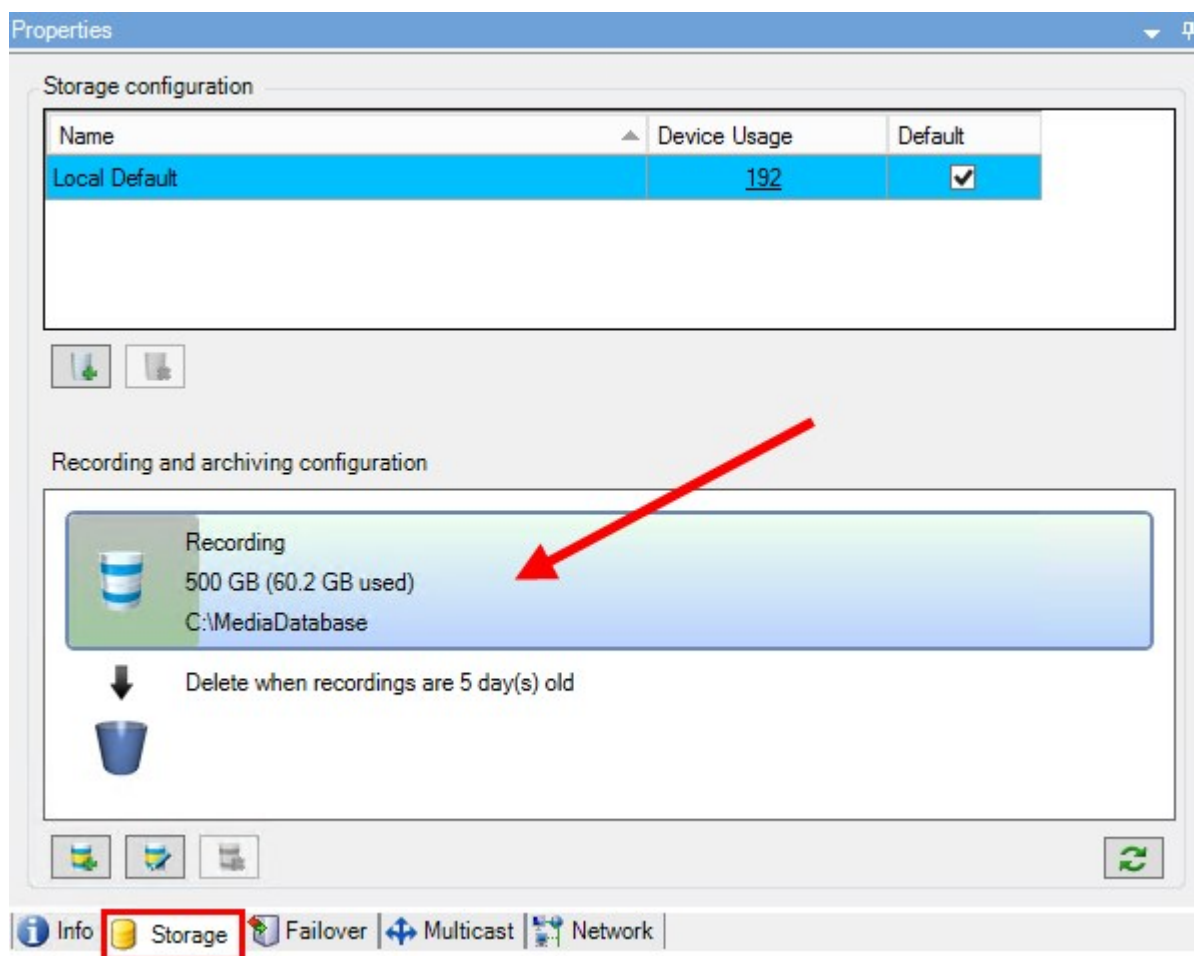 Properties
Storage configuration
Name Device Usage Default
Local Default 192
Recording and archiving configuration
Recording
500 GB (60.2 GB used)
C:\MediaDatabase
Delete when recordings are 5 day(s) old
Info Storage Failover Multicast Network